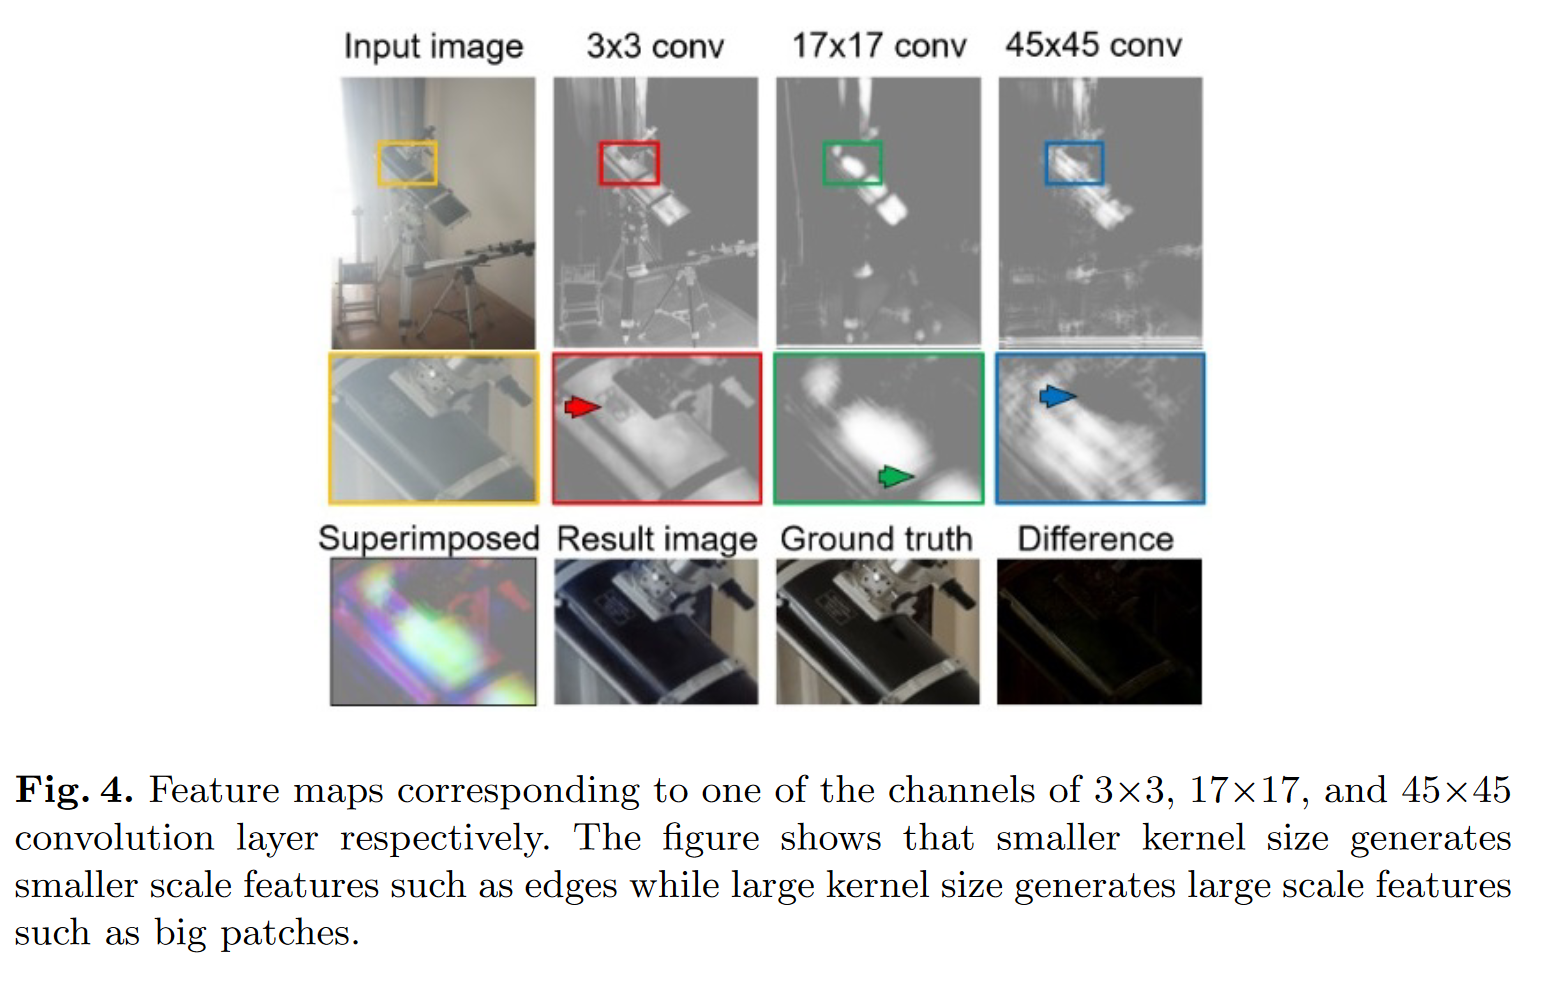 Input image 3x3 conv 17x17 conv 45x45 conv
Superimposed Result image Ground truth Difference
Fig. 4. Feature maps corresponding to one of the channels of 3×3, 17×17, and 45×45
convolution layer respectively. The figure shows that smaller kernel size generates
smaller scale features such as edges while large kernel size generates large scale features
such as big patches.